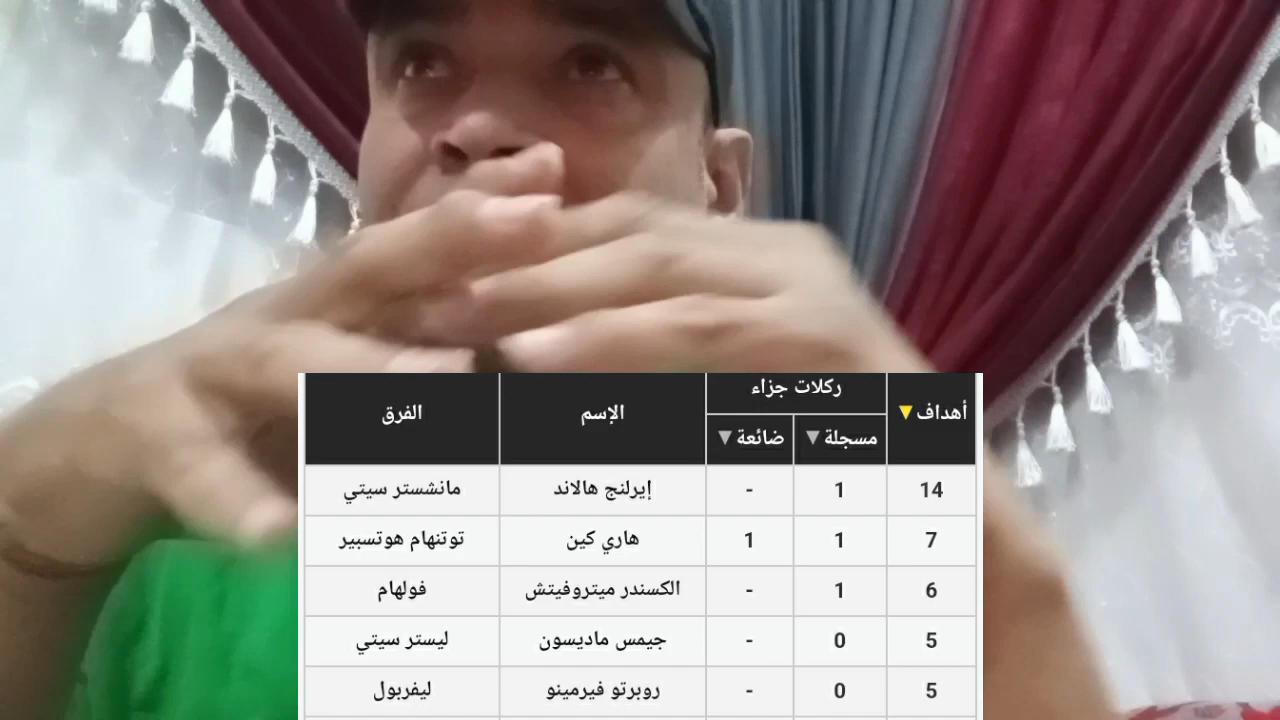 أهداف ركلات جزاء الإسم الفرق
مسجلة ضائعة
14 1 - إيرلنج هالاند مانشستر سيتي
7 1 1 هاري كين توتنهام هوتسبير
6 1 - الكسندر ميتروفيتش فولهام
5 0 - جيمس ماديسون ليستر سيتي
5 0 - روبرتو فيرمينو ليفربول